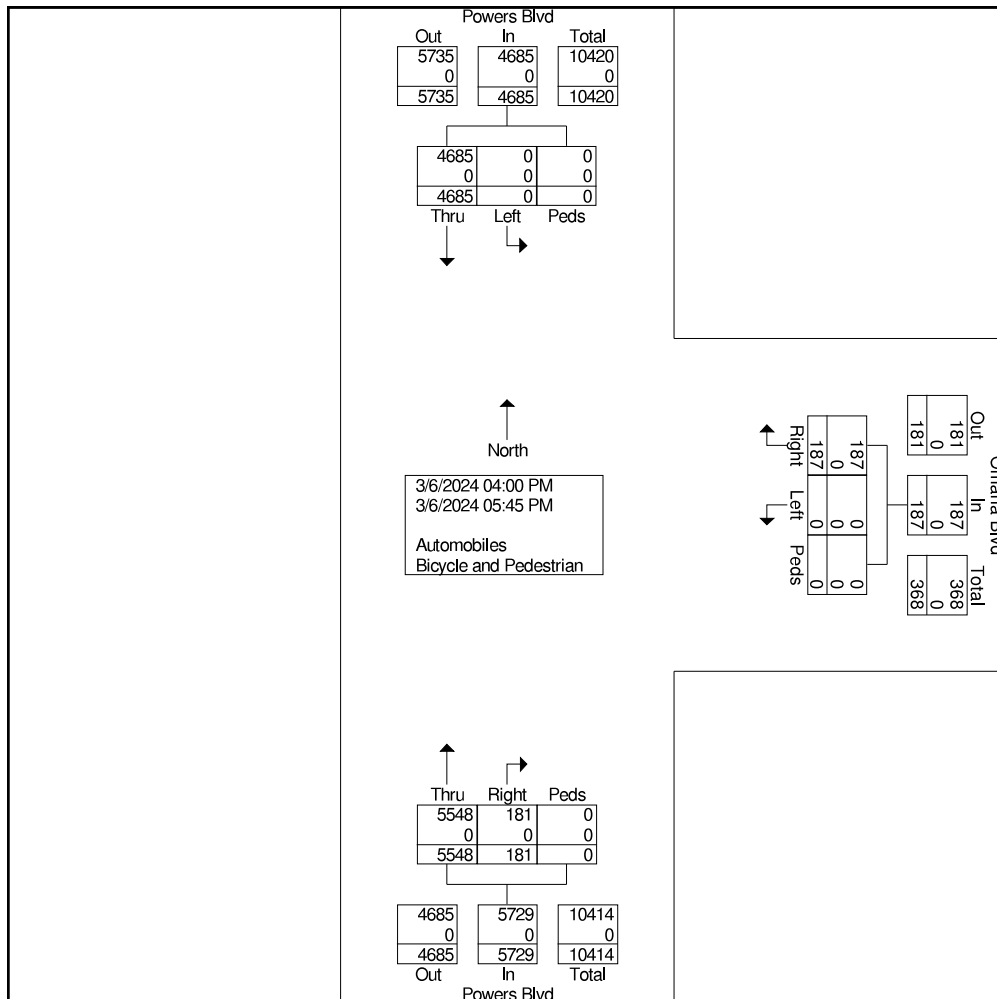 Powers Blvd
Out In Total
5735 4685 10420
0 0 0
5735 4685 10420
4685 0 0
0 0 0
4685 0 0
Thru Left Peds
North
3/6/2024 04:00 PM
3/6/2024 05:45 PM
Automobiles
Bicycle and Pedestrian
Omaha Blvd
Out In Total
181 187 368
0 0 0
181 187 368
187 0 0
0 0 0
187 0 0
Right Left Peds
Thru Right Peds
5548 181 0
0 0 0
5548 181 0
4685 5729 10414
0 0 0
4685 5729 10414
Out In Total
Powers Blvd